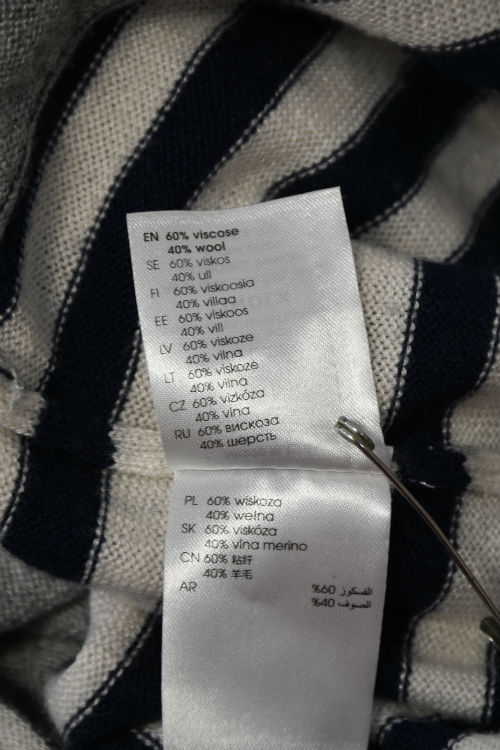 EN 60% viscose
40% wool
SE 60% viskos
40% ull
FI 60% viskoosia
40% villaa
EE 60% viskoos
40% vill
LV 60% viskoze
40% vilna
LT 60% viskozė
40% vilna
CZ 60% vizkóza
40% vlna
RU 60% вискоза
40% шерсть
PL 60% wiskoza
40% wełna
SK 60% viskóza
40% vlna merino
CN 60% 粘纤
40% 羊毛
AR الفسكوز 60%
الصوف 40%